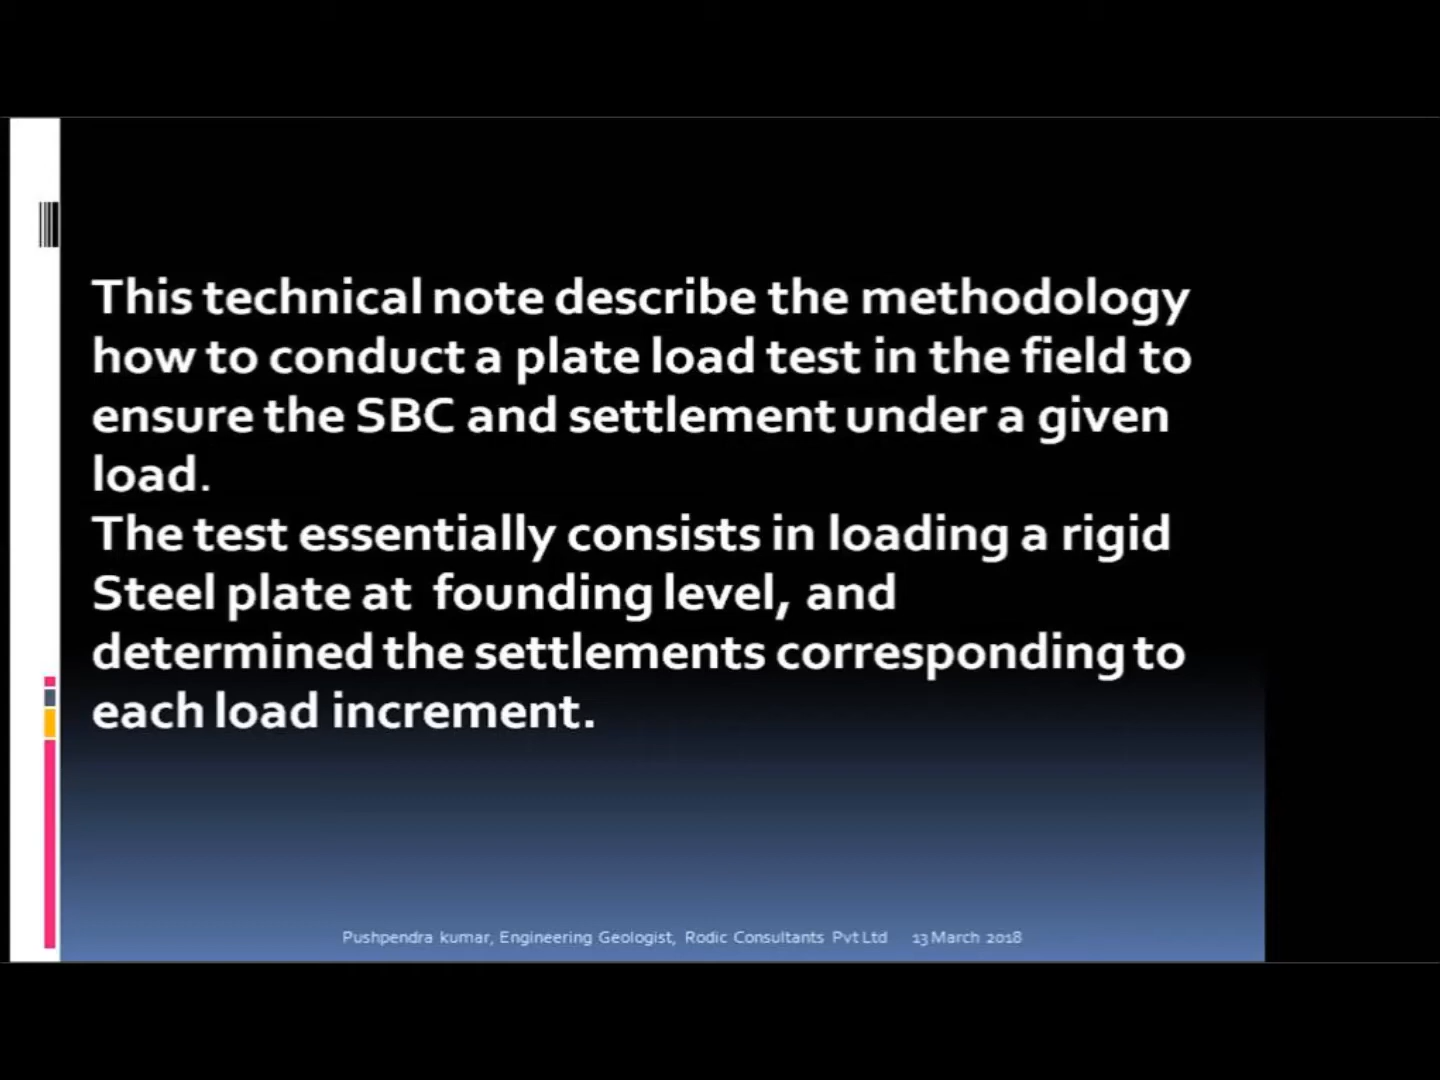 This technical note describe the methodology
how to conduct a plate load test in the field to
ensure the SBC and settlement under a given
load.
The test essentially consists in loading a rigid
Steel plate at founding level, and
determined the settlements corresponding to
each load increment.
Pushpendra kumar, Engineering Geologist, Rodic Consultants Pvt Ltd 13 March 2018